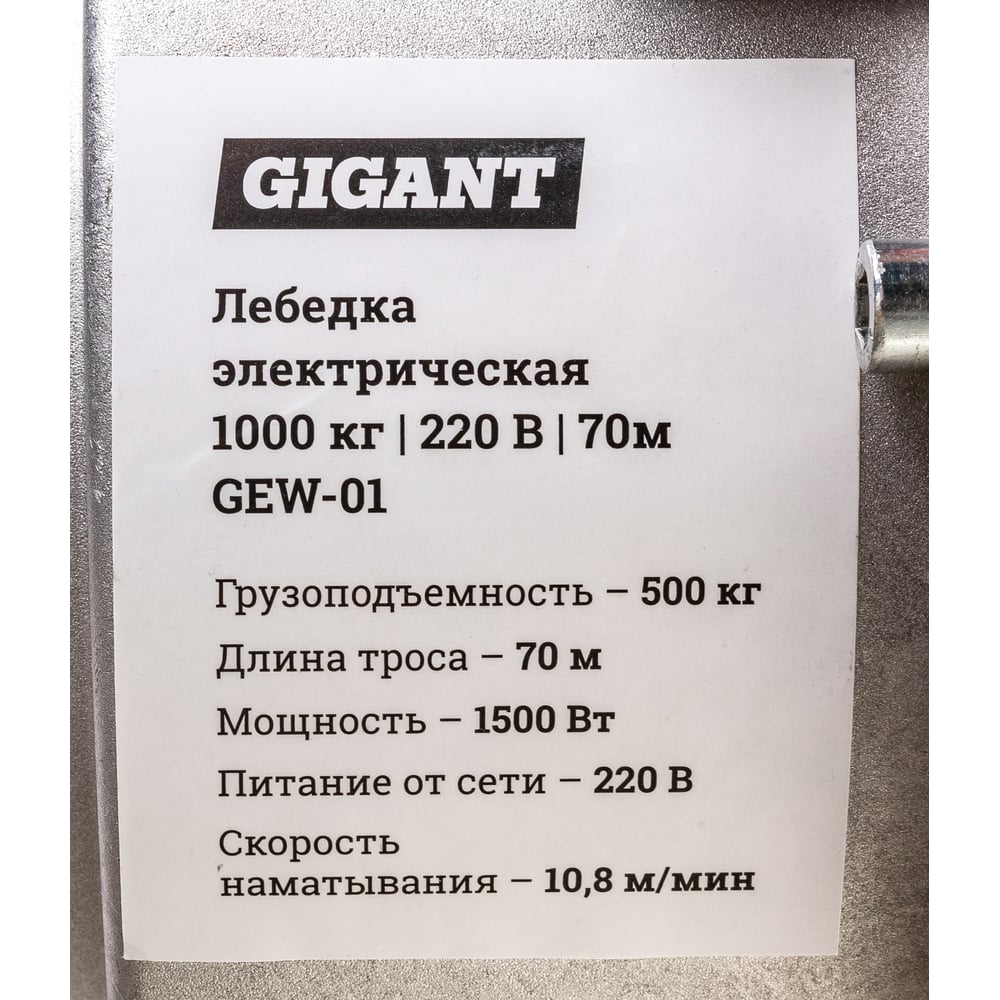 GIGANT
Лебедка
электрическая
1000 кг | 220 В | 70м
GEW-01
Грузоподъемность – 500 кг
Длина троса – 70 м
Мощность – 1500 Вт
Питание от сети – 220 В
Скорость
наматывания – 10,8 м/мин